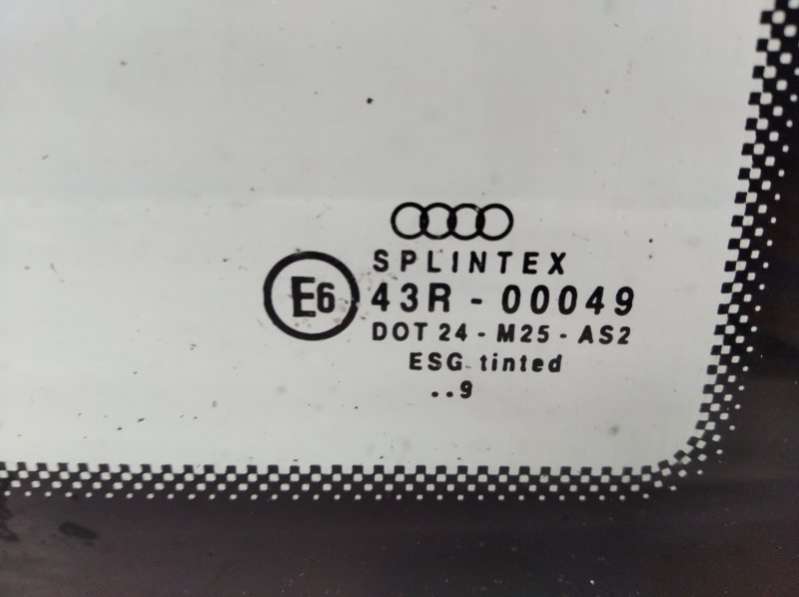 SPLINTEX
E6 43R - 00049
DOT 24 - M25 - AS2
ESG tinted
..9